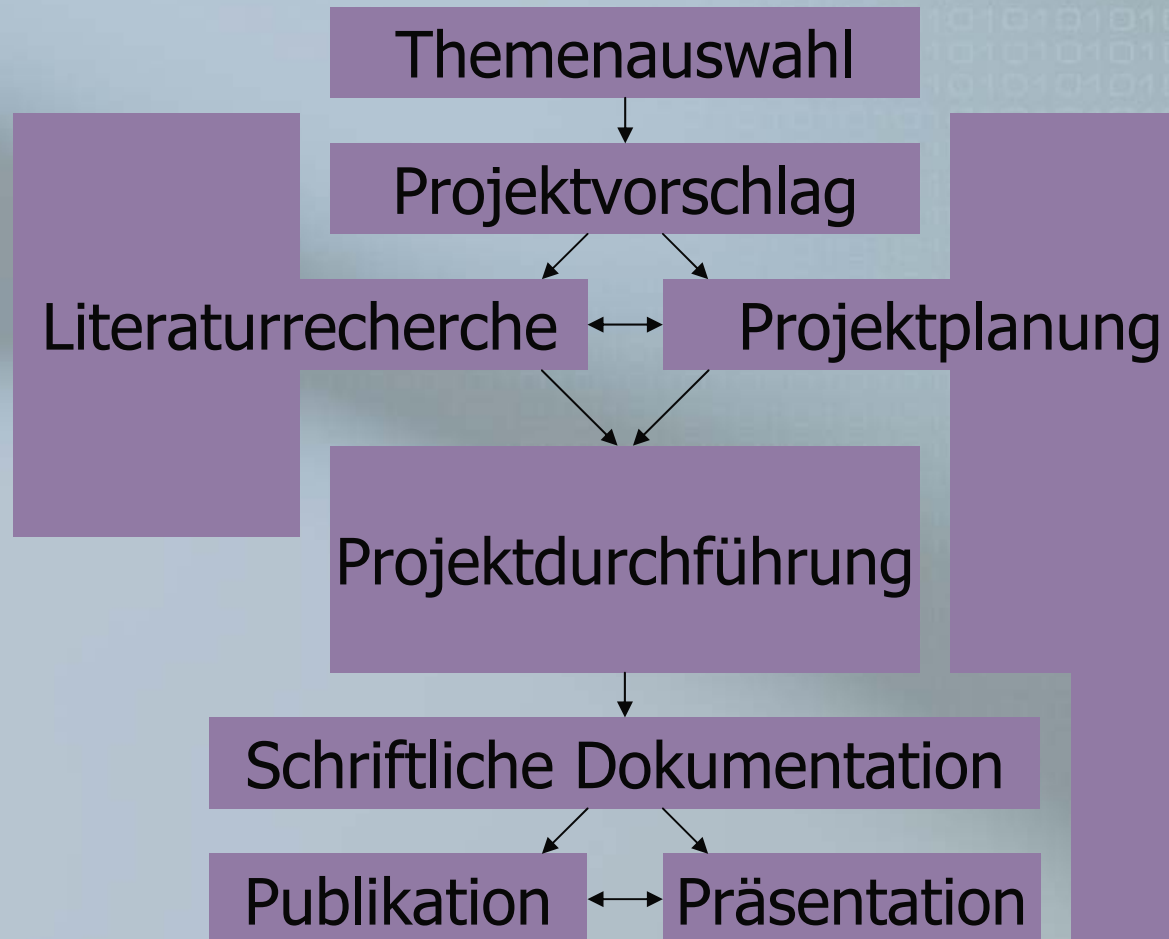 Themenauswahl
Projektvorschlag
Literaturrecherche
Projektplanung
Projektdurchführung
Schriftliche Dokumentation
Publikation
Präsentation